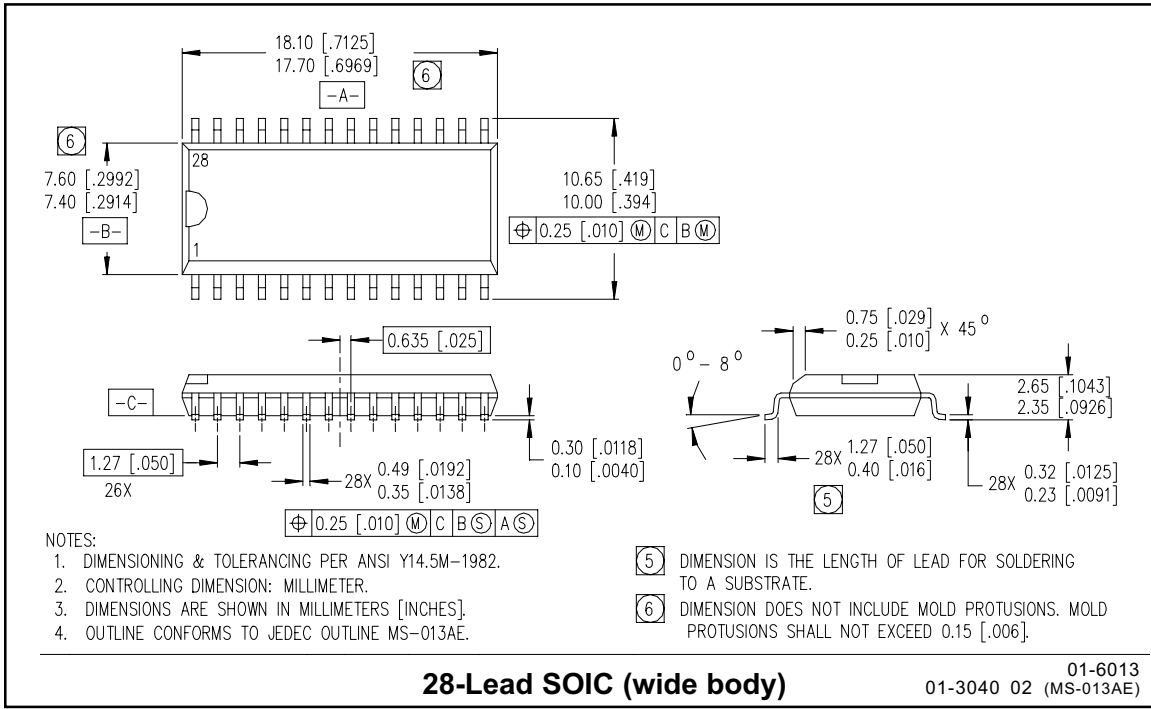 18.10 [.7125]
17.70 [.6969]
6
-A-
6
28
7.60 [.2992]
7.40 [.2914]
-B-
1
10.65 [.419]
10.00 [.394]
⌖ 0.25 [.010] Ⓜ C B Ⓜ
0.635 [.025]
-C-
1.27 [.050]
26X
28X 0.49 [.0192]
0.35 [.0138]
0.30 [.0118]
0.10 [.0040]
⌖ 0.25 [.010] Ⓜ C B Ⓢ A Ⓢ
0.75 [.029]
0.25 [.010] X 45°
0° – 8°
2.65 [.1043]
2.35 [.0926]
28X 1.27 [.050]
0.40 [.016]
5
28X 0.32 [.0125]
0.23 [.0091]
NOTES:
1. DIMENSIONING & TOLERANCING PER ANSI Y14.5M–1982.
2. CONTROLLING DIMENSION: MILLIMETER.
3. DIMENSIONS ARE SHOWN IN MILLIMETERS [INCHES].
4. OUTLINE CONFORMS TO JEDEC OUTLINE MS–013AE.
5 DIMENSION IS THE LENGTH OF LEAD FOR SOLDERING
TO A SUBSTRATE.
6 DIMENSION DOES NOT INCLUDE MOLD PROTUSIONS. MOLD
PROTUSIONS SHALL NOT EXCEED 0.15 [.006].
28-Lead SOIC (wide body)
01-6013
01-3040 02 (MS-013AE)